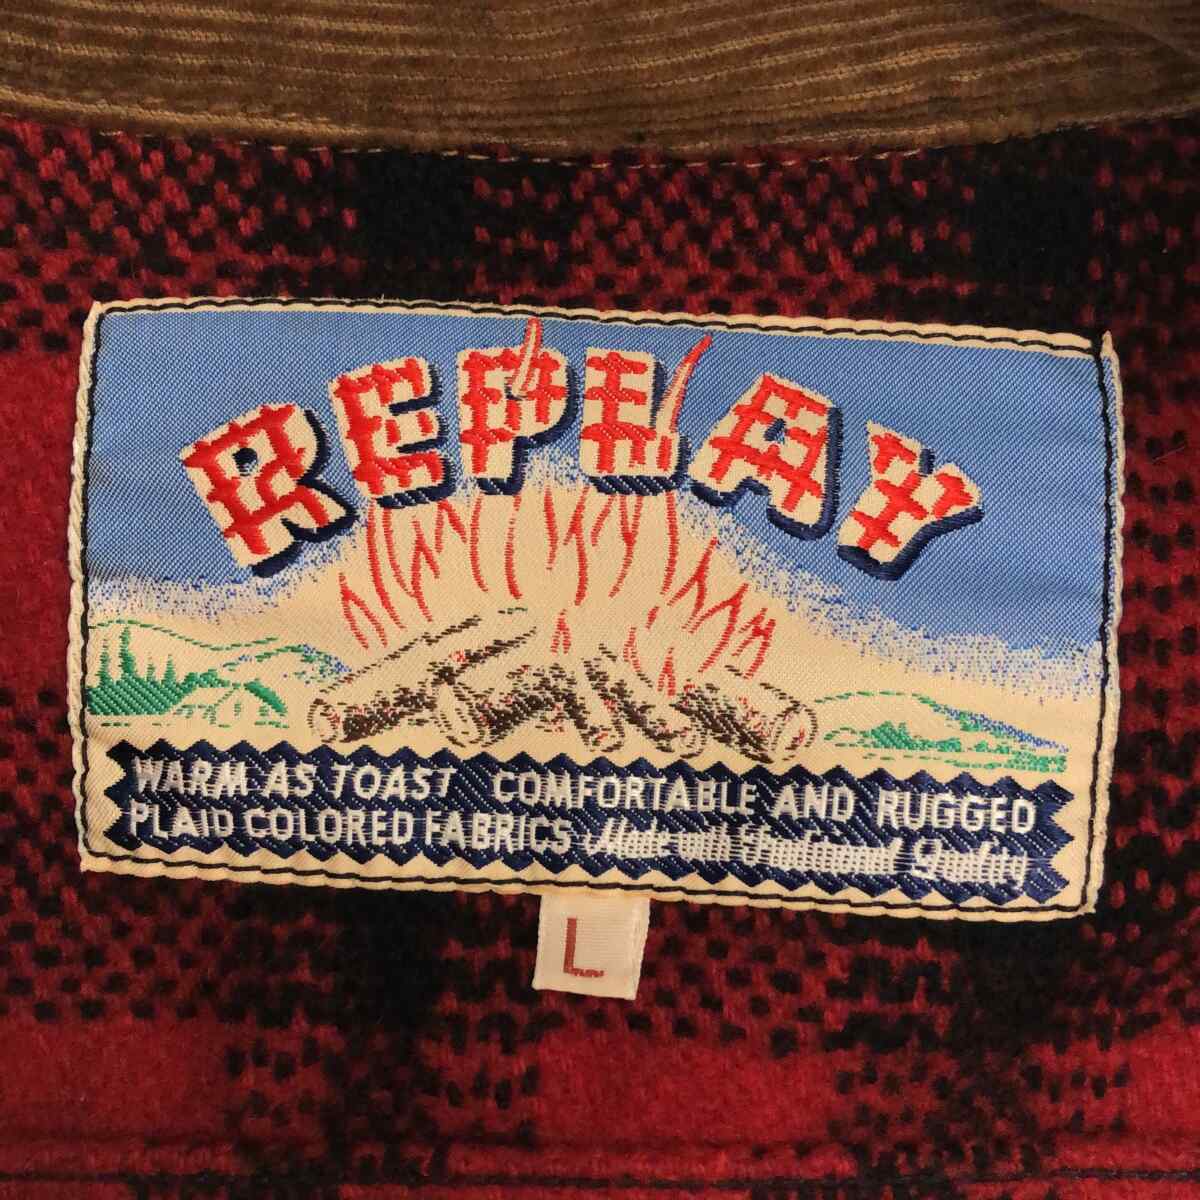 REPLAY
WARM AS TOAST COMFORTABLE AND RUGGED
PLAID COLORED FABRICS Made with Traditional Quality
L